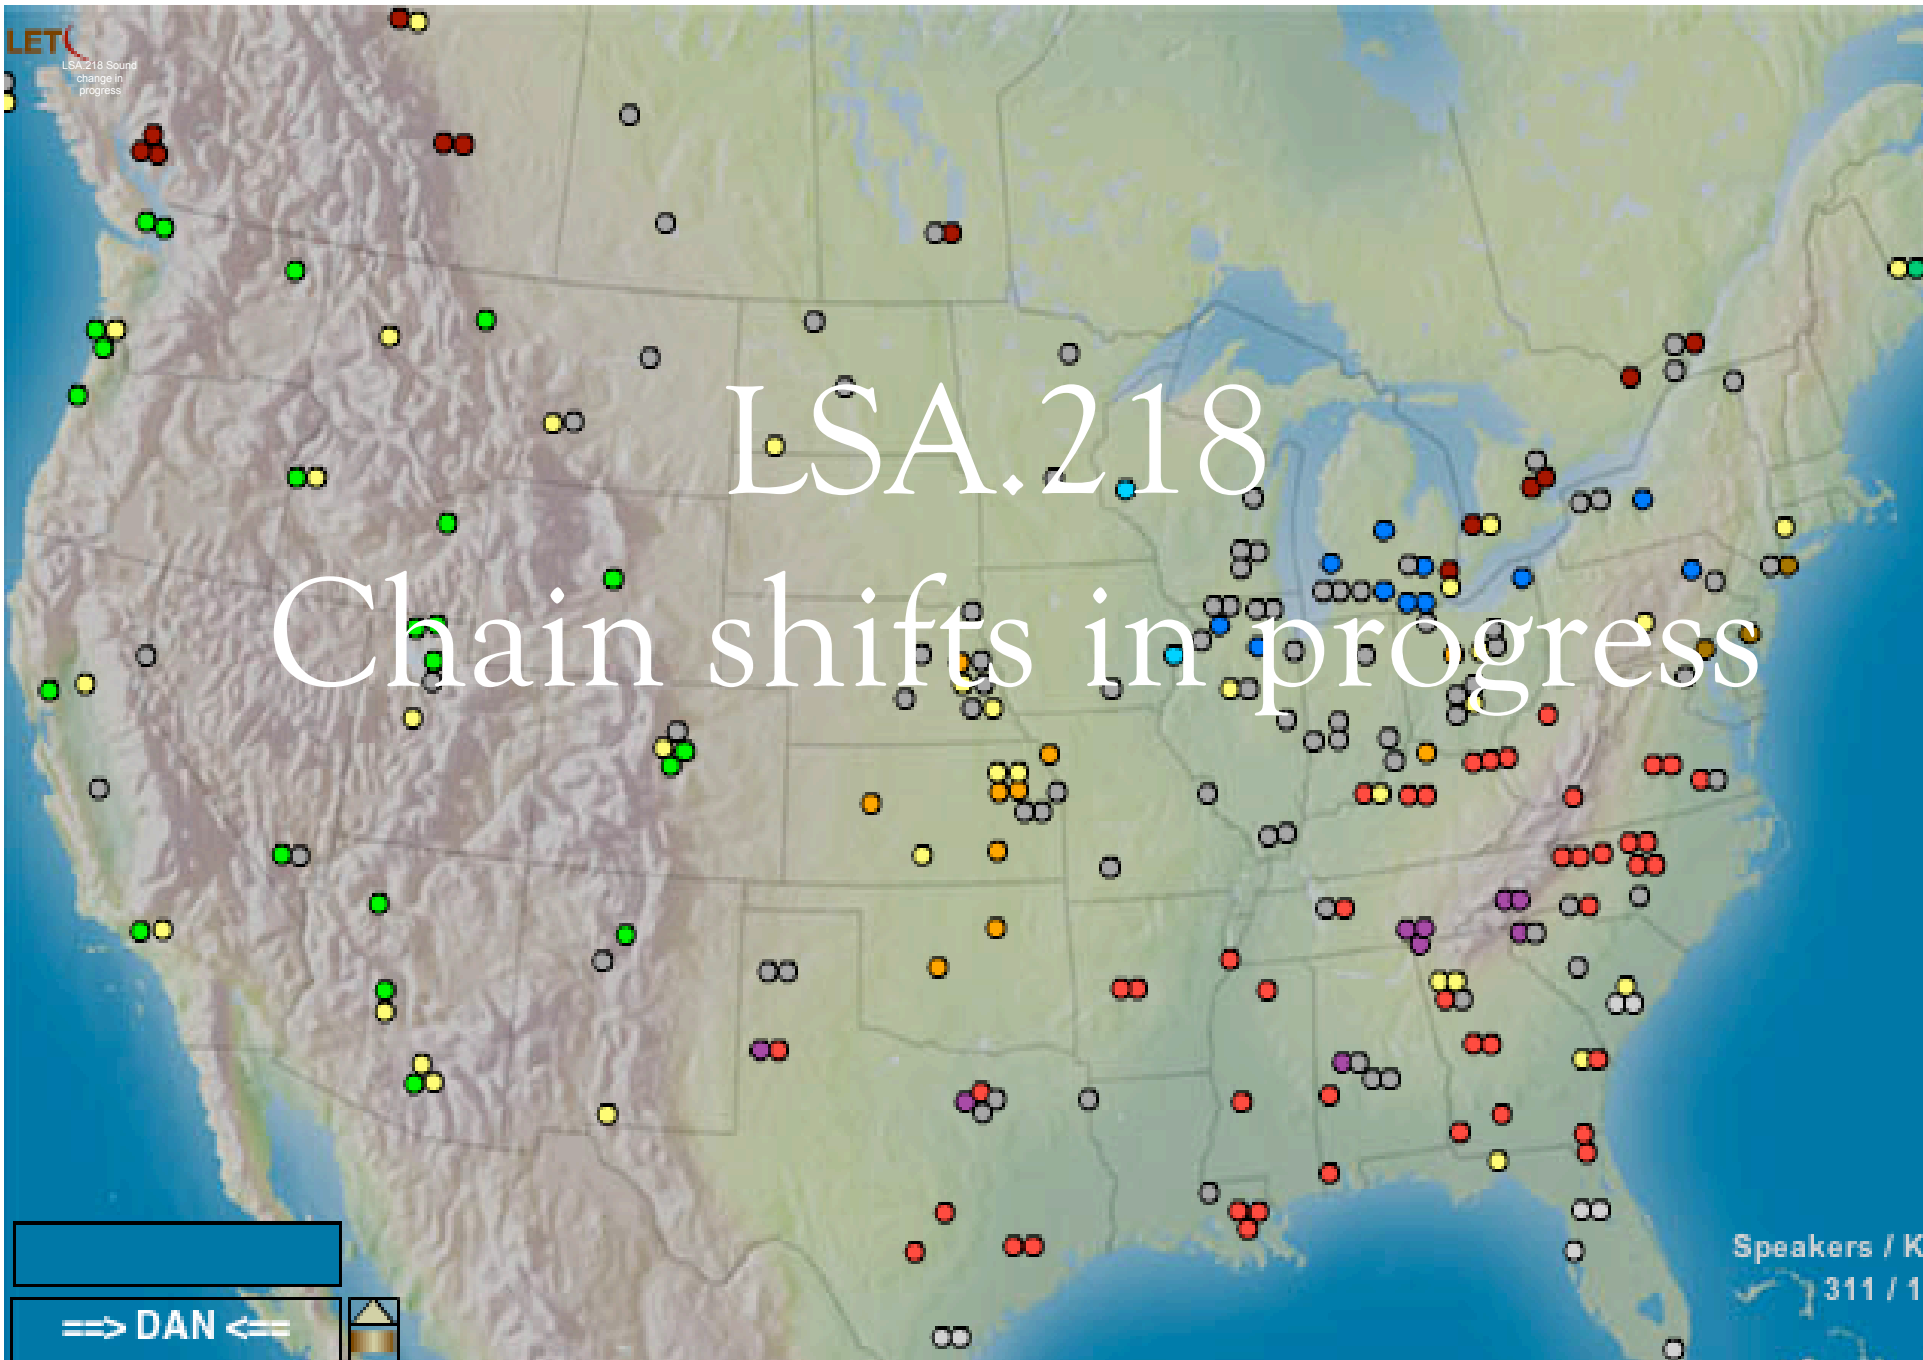 LET
LSA.218 Sound
change in
progress
LSA.218
Chain shifts in progress
Speakers / K
311 / 1
==> DAN <==